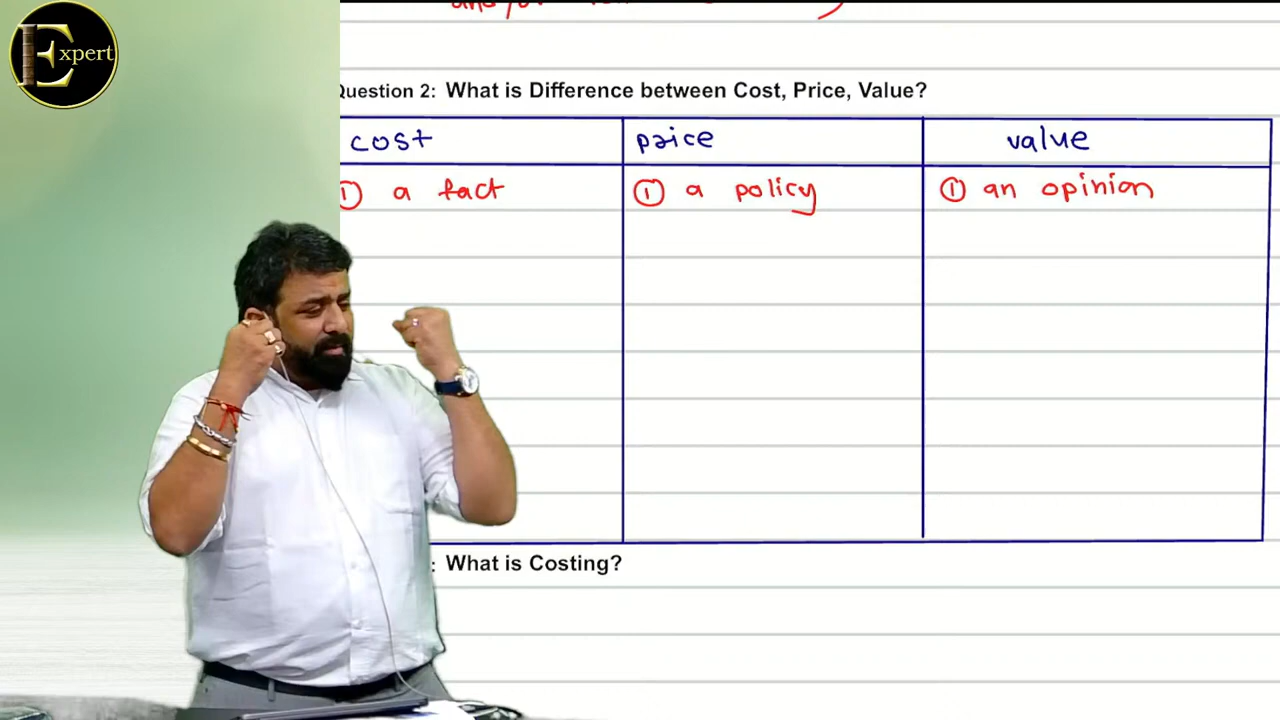 Expert
Question 2: What is Difference between Cost, Price, Value?
cost price value
① a fact ① a policy ① an opinion
: What is Costing?